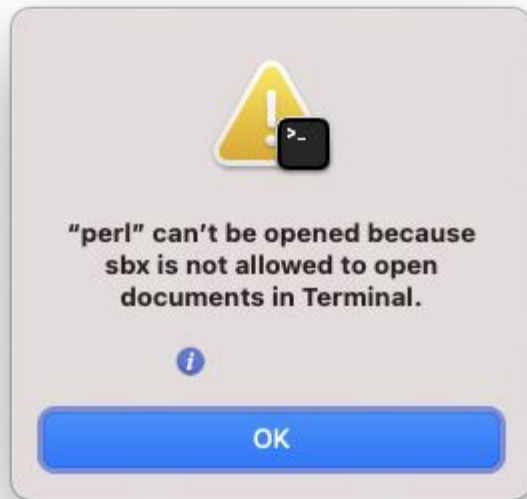 >_
“perl” can’t be opened because
sbx is not allowed to open
documents in Terminal.
i
OK